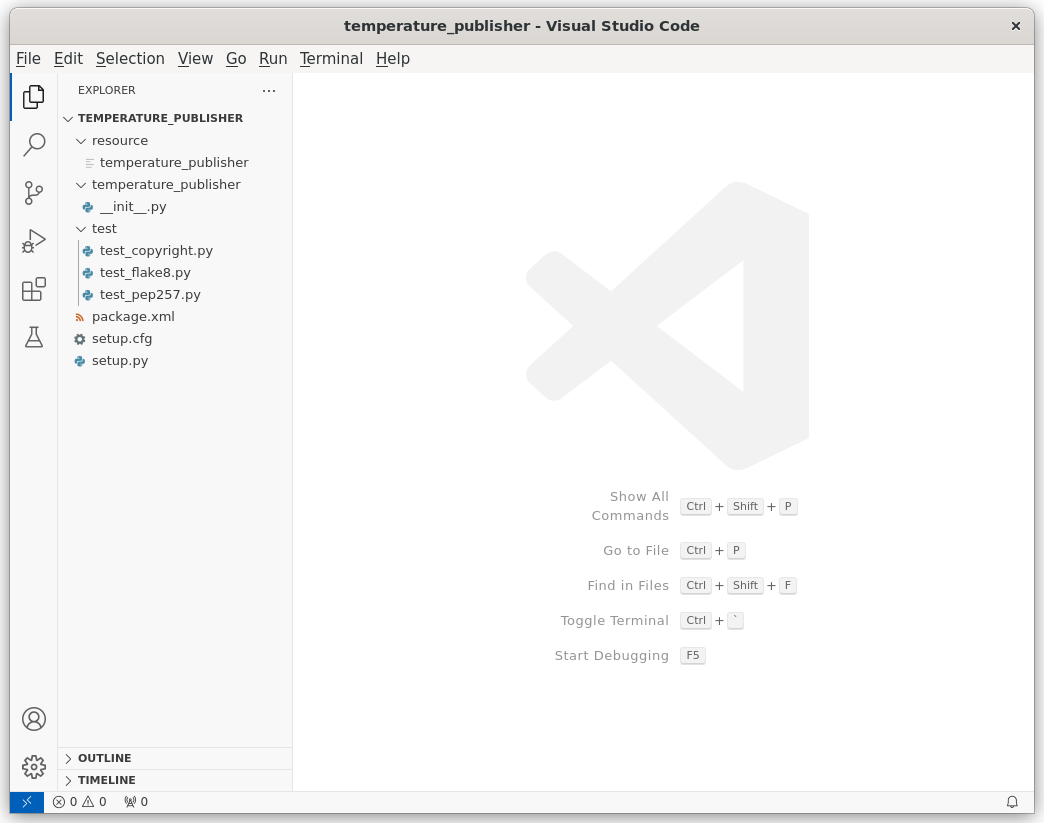 temperature_publisher - Visual Studio Code
File Edit Selection View Go Run Terminal Help
EXPLORER
TEMPERATURE_PUBLISHER
resource
temperature_publisher
temperature_publisher
__init__.py
test
test_copyright.py
test_flake8.py
test_pep257.py
package.xml
setup.cfg
setup.py
Show All
Commands Ctrl + Shift + P
Go to File Ctrl + P
Find in Files Ctrl + Shift + F
Toggle Terminal Ctrl + `
Start Debugging F5
OUTLINE
TIMELINE
0 0 0